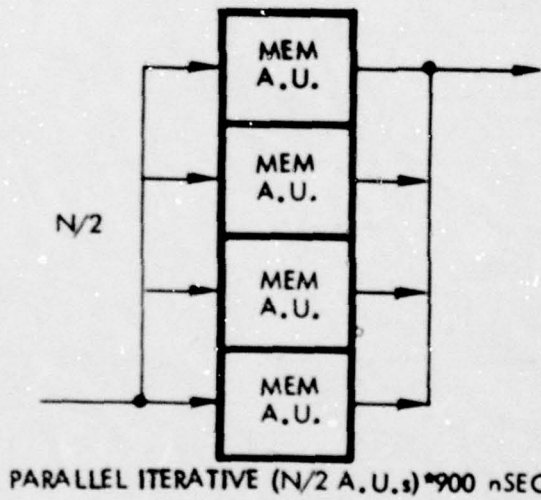 MEM
A.U.
MEM
A.U.
N/2
MEM
A.U.
MEM
A.U.
PARALLEL ITERATIVE (N/2 A.U.s)*900 nSEC